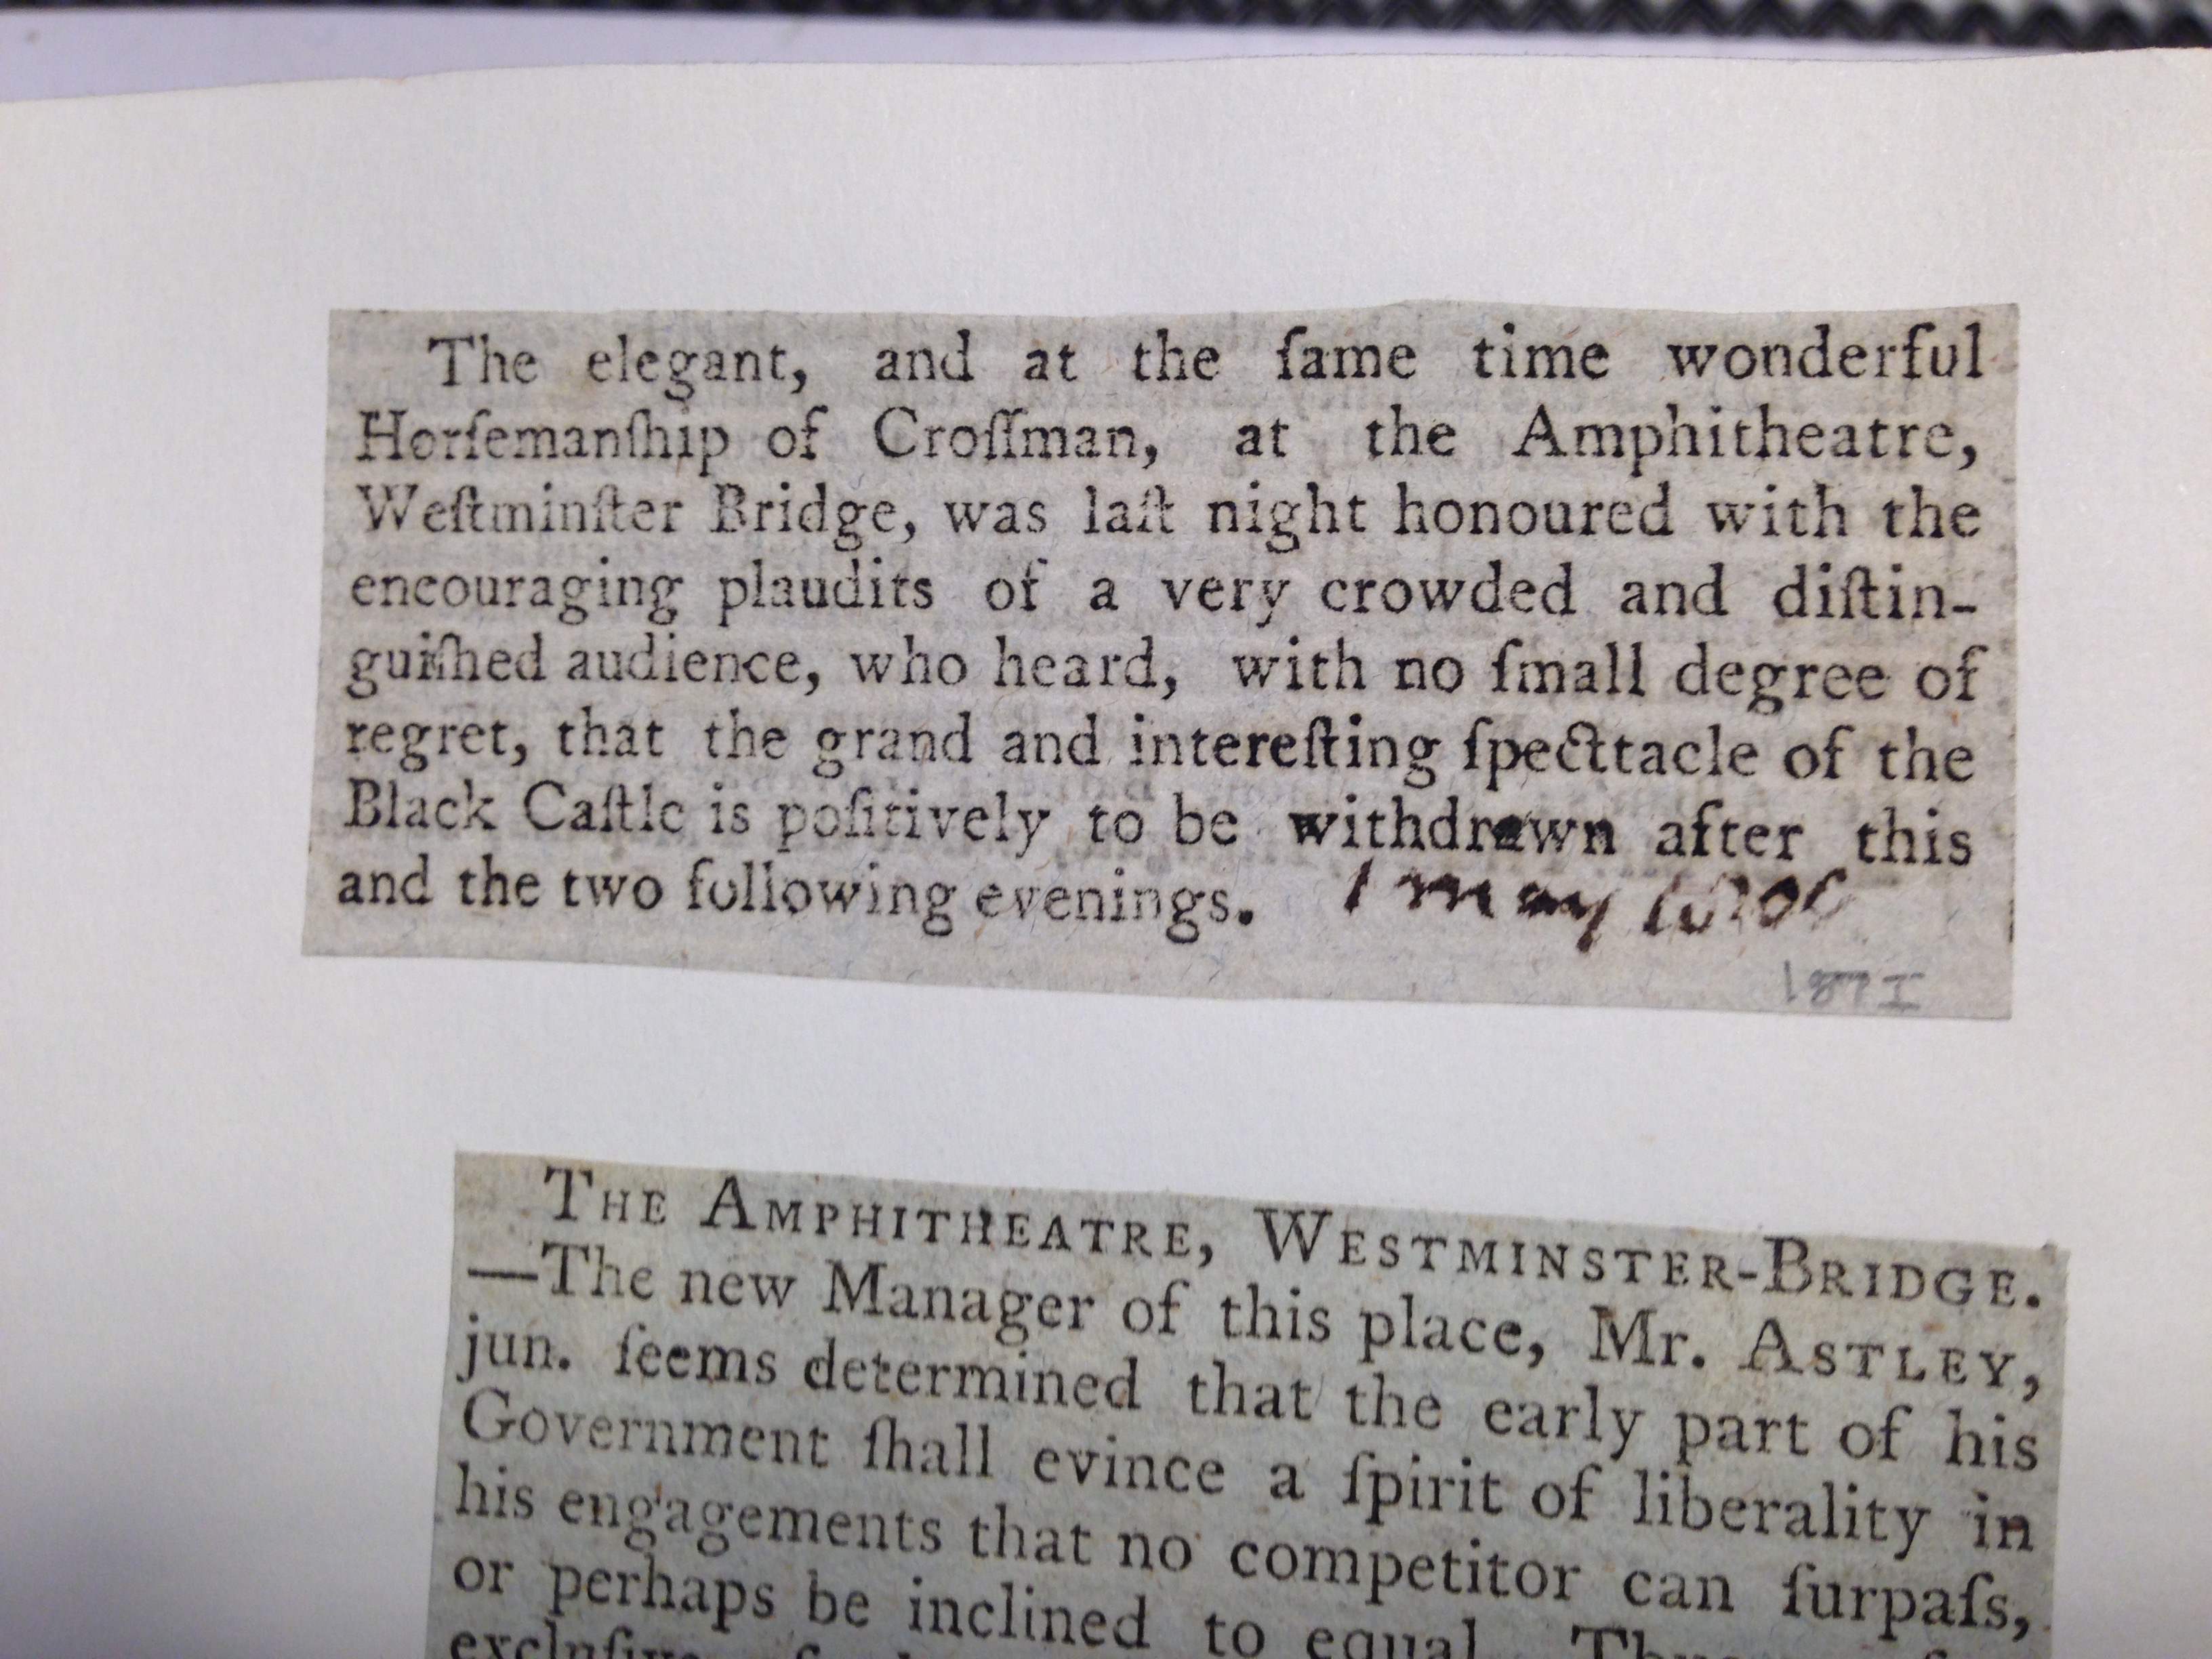 The elegant, and at the ſame time wonderful
Horſemanſhip of Croſſman, at the Amphitheatre,
Weſtminſter Bridge, was laſt night honoured with the
encouraging plaudits of a very crowded and diſtin-
guiſhed audience, who heard, with no ſmall degree of
regret, that the grand and intereſting ſpecttacle of the
Black Caſtle is poſitively to be withdrawn after this
and the two following evenings. 1 may 1800
THE AMPHITHEATRE, WESTMINSTER-BRIDGE.
—The new Manager of this place, Mr. ASTLEY,
jun. ſeems determined that the early part of his
Government ſhall evince a ſpirit of liberality in
his engagements that no competitor can ſurpaſs,
or perhaps be inclined to equal.